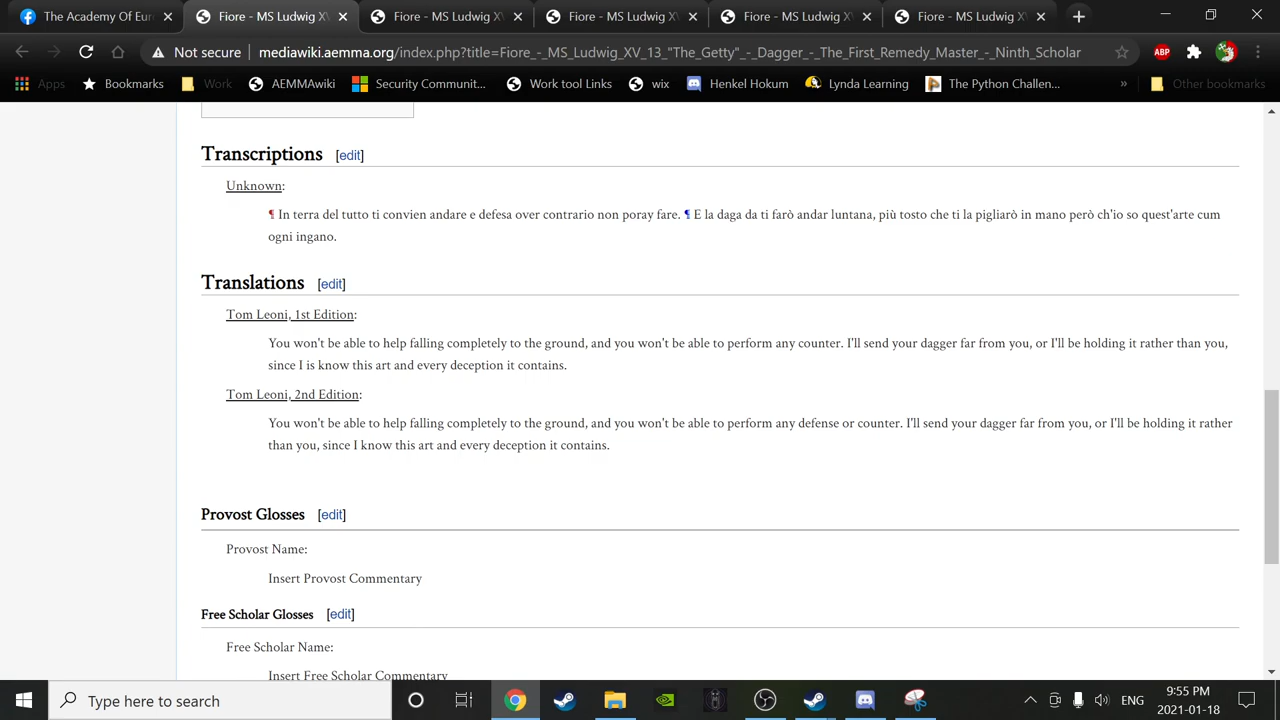 The Academy Of Eur
Fiore - MS Ludwig XV
Fiore - MS Ludwig XV
Fiore - MS Ludwig XV
Fiore - MS Ludwig XV
Fiore - MS Ludwig XV
Not secure mediawiki.aemma.org/index.php?title=Fiore_-_MS_Ludwig_XV_13_"The_Getty"_-_Dagger_-_The_First_Remedy_Master_-_Ninth_Scholar
ABP
Apps Bookmarks Work AEMMAwiki Security Communit... Work tool Links wix Henkel Hokum Lynda Learning The Python Challen... » Other bookmarks
Transcriptions [edit]
Unknown:
¶ In terra del tutto ti convien andare e defesa over contrario non poray fare. ¶ E la daga da ti farò andar luntana, più tosto che ti la pigliarò in mano però ch'io so quest'arte cum
ogni ingano.
Translations [edit]
Tom Leoni, 1st Edition:
You won't be able to help falling completely to the ground, and you won't be able to perform any counter. I'll send your dagger far from you, or I'll be holding it rather than you,
since I is know this art and every deception it contains.
Tom Leoni, 2nd Edition:
You won't be able to help falling completely to the ground, and you won't be able to perform any defense or counter. I'll send your dagger far from you, or I'll be holding it rather
than you, since I know this art and every deception it contains.
Provost Glosses [edit]
Provost Name:
Insert Provost Commentary
Free Scholar Glosses [edit]
Free Scholar Name:
Insert Free Scholar Commentary
Type here to search
ENG
9:55 PM
2021-01-18